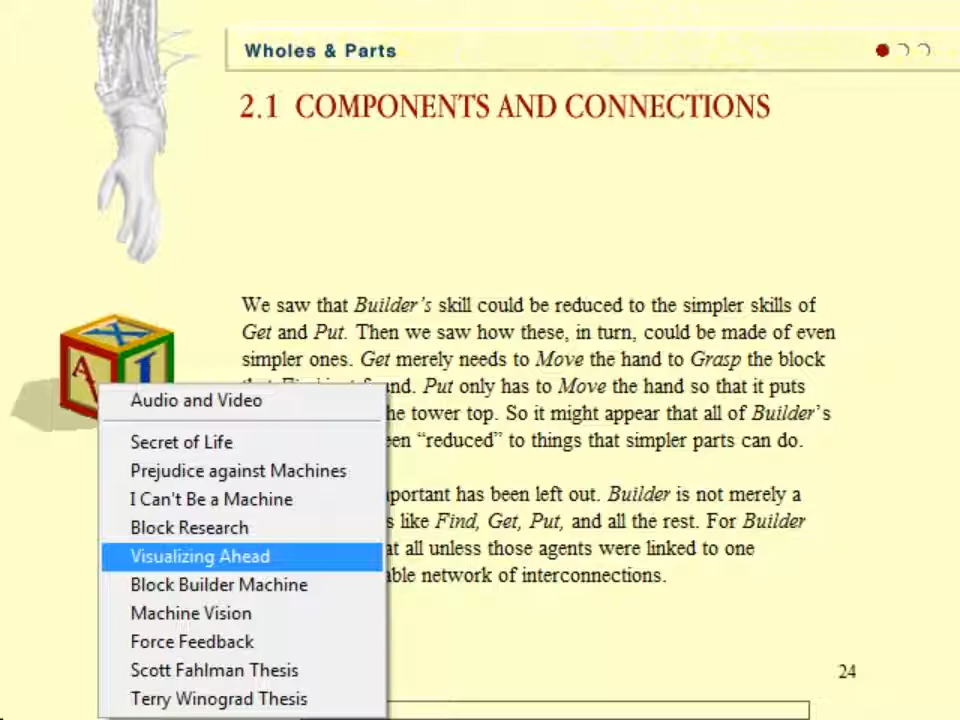 Wholes & Parts
2.1 COMPONENTS AND CONNECTIONS
We saw that Builder's skill could be reduced to the simpler skills of
Get and Put. Then we saw how these, in turn, could be made of even
simpler ones. Get merely needs to Move the hand to Grasp the block
Put only has to Move the hand so that it puts
he tower top. So it might appear that all of Builder's
een “reduced” to things that simpler parts can do.
portant has been left out. Builder is not merely a
s like Find, Get, Put, and all the rest. For Builder
at all unless those agents were linked to one
able network of interconnections.
24
A
X
I
Audio and Video
Secret of Life
Prejudice against Machines
I Can't Be a Machine
Block Research
Visualizing Ahead
Block Builder Machine
Machine Vision
Force Feedback
Scott Fahlman Thesis
Terry Winograd Thesis